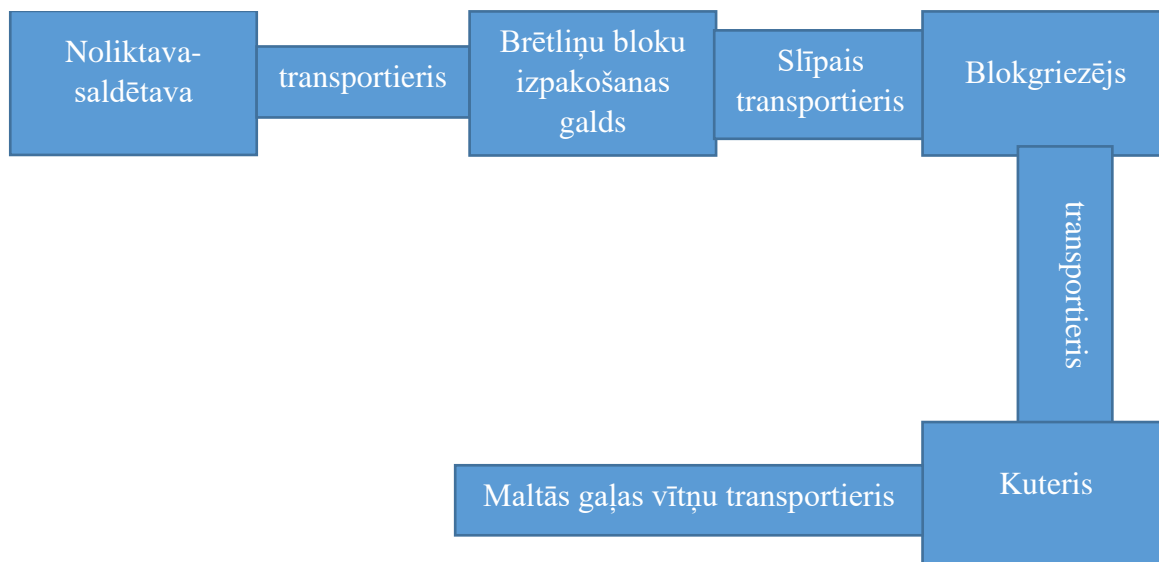 Noliktava-
saldētava
transportieris
Brētliņu bloku
izpakošanas
galds
Slīpais
transportieris
Blokgriezējs
transportieris
Kuteris
Maltās gaļas vītņu transportieris